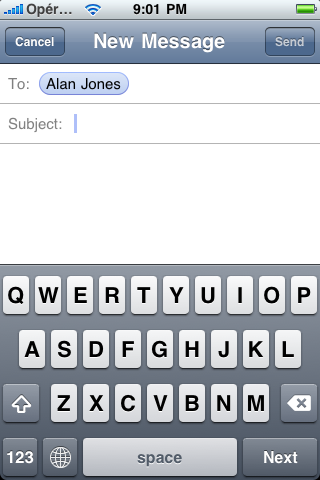 Opér... 9:01 PM
Cancel New Message Send
To: Alan Jones
Subject:
Q W E R T Y U I O P
A S D F G H J K L
Z X C V B N M
123 space Next